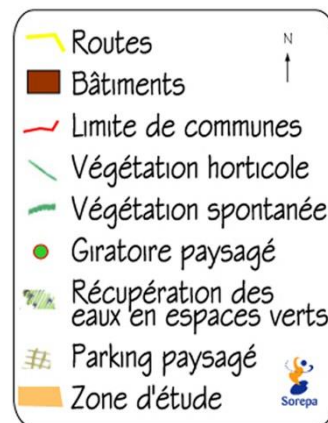 N
Routes
Bâtiments
Limite de communes
Végétation horticole
Végétation spontanée
Giratoire paysagé
Récupération des
eaux en espaces verts
Parking paysagé
Zone d'étude
Sorepa